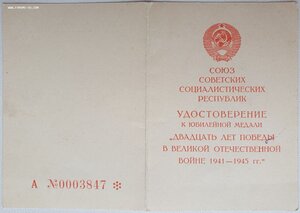 СОЮЗ
СОВЕТСКИХ
СОЦИАЛИСТИЧЕСКИХ
РЕСПУБЛИК
УДОСТОВЕРЕНИЕ
К ЮБИЛЕЙНОЙ МЕДАЛИ
„ДВАДЦАТЬ ЛЕТ ПОБЕДЫ
В ВЕЛИКОЙ ОТЕЧЕСТВЕННОЙ
ВОЙНЕ 1941—1945 гг.“
А №0003847 ✻